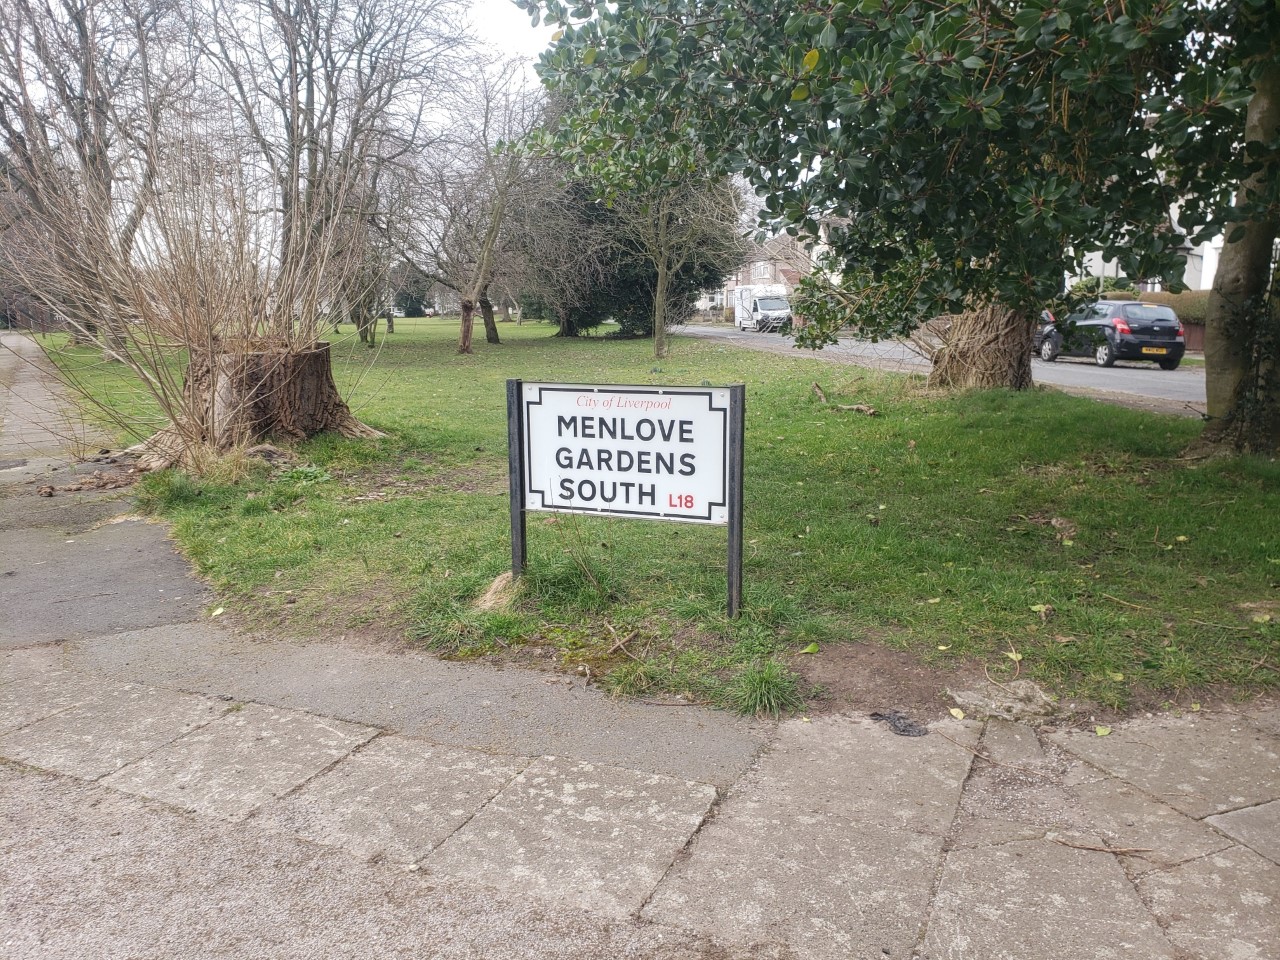 City of Liverpool
MENLOVE
GARDENS
SOUTH L18